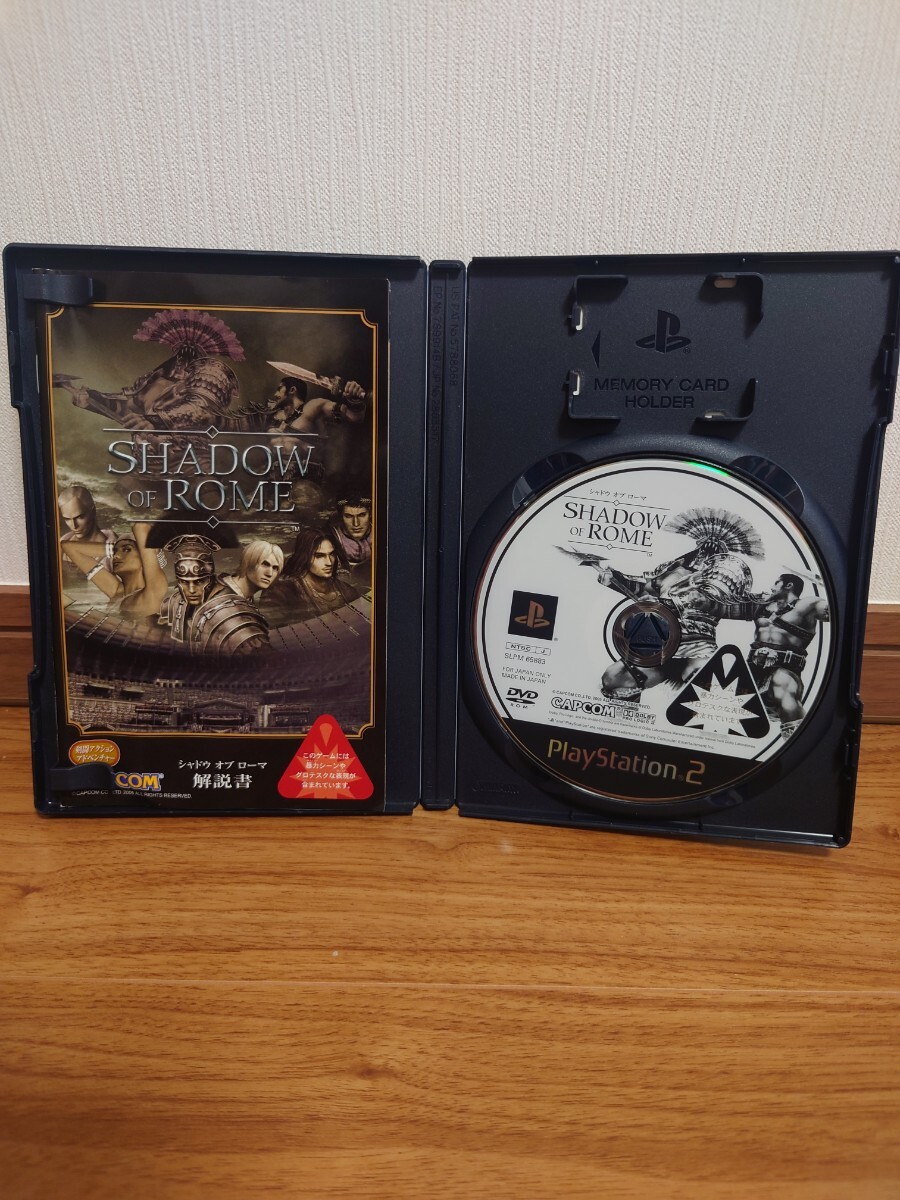 SHADOW
OF ROME
TM
剣闘アクション
アドベンチャー
COM
シャドウ オブ ローマ
解説書
このゲームには
暴力シーンや
グロテスクな表現が
含まれています。
MEMORY CARD
HOLDER
シャドウ オブ ローマ
SHADOW
OF ROME
NTSC J
SLPM 65883
FOR JAPAN ONLY
MADE IN JAPAN
DVD
ROM
CAPCOM
DOLBY
PlayStation 2